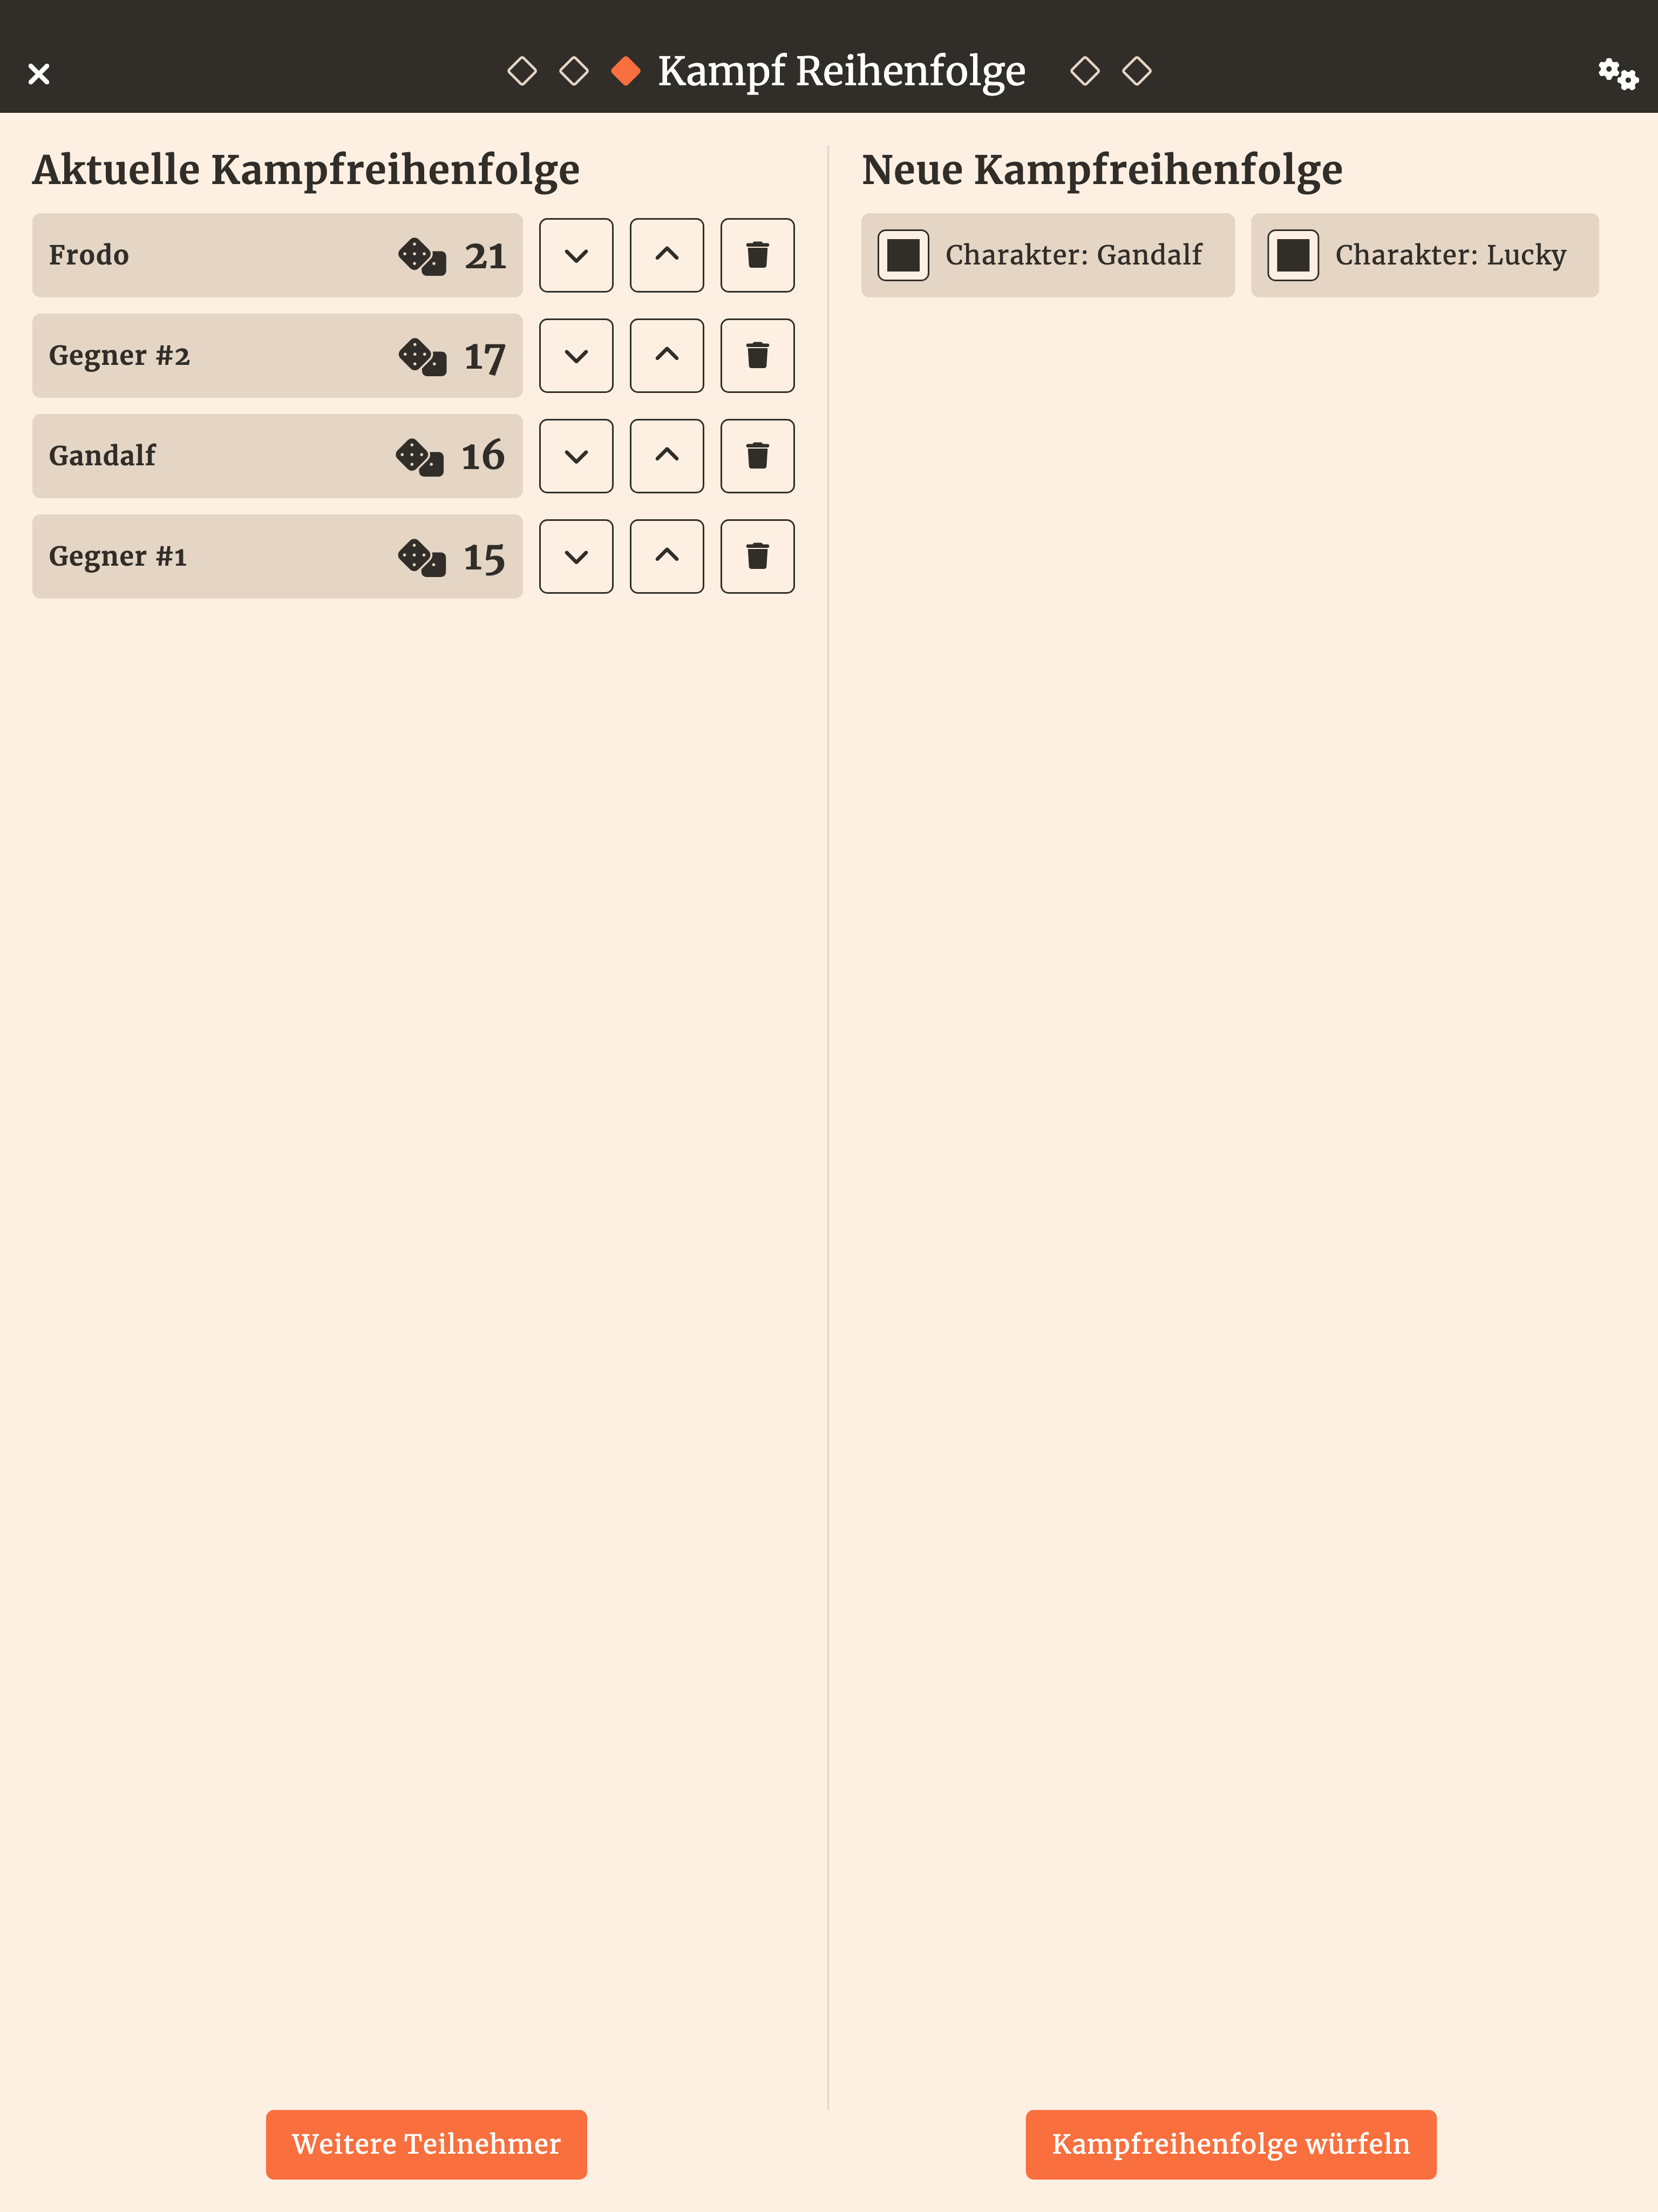 Kampf Reihenfolge
Aktuelle Kampfreihenfolge
Frodo 21
Gegner #2 17
Gandalf 16
Gegner #1 15
Neue Kampfreihenfolge
Charakter: Gandalf
Charakter: Lucky
Weitere Teilnehmer
Kampfreihenfolge würfeln